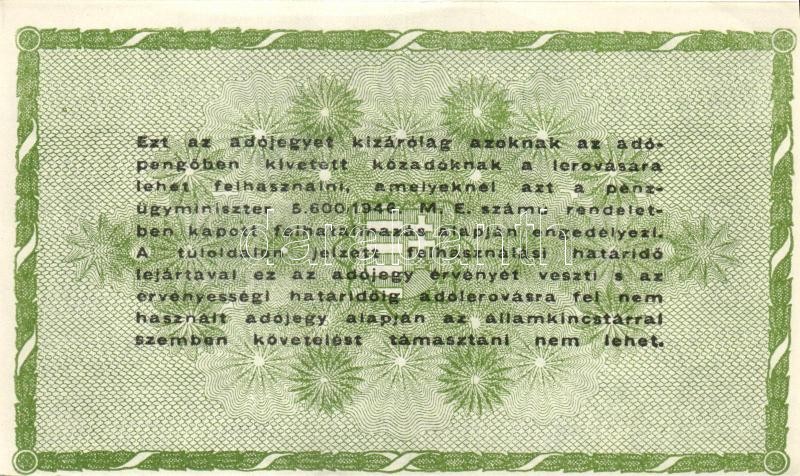 Ezt az adójegyet kizárólag azoknak az adó-
pengőben kivetett közadóknak a lerovására
lehet felhasználni, amelyeknél azt a pénz-
ügyminiszter 5.600/1946. M. E. számú rendelet-
ben kapott felhatalmazás alapján engedélyezi.
A túloldalon jelzett felhasználási határidő
lejártával ez az adójegy érvényét veszti s az
érvényességi határidőig adólerovásra fel nem
használt adójegy alapján az államkincstárral
szemben követelést támasztani nem lehet.